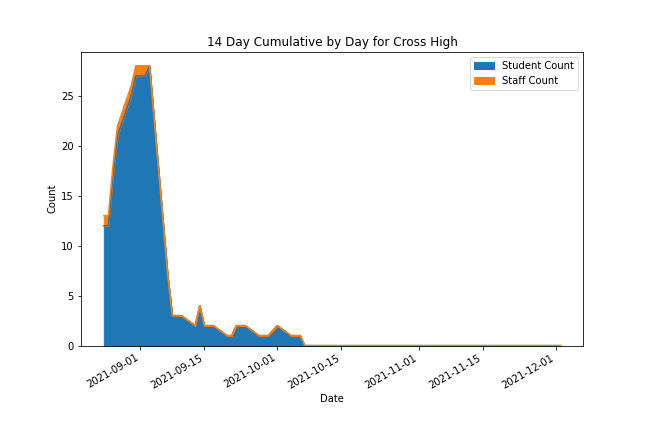 14 Day Cumulative by Day for Cross High
Student Count
Staff Count
Count
25
20
15
10
5
0
2021-09-01
2021-09-15
2021-10-01
2021-10-15
2021-11-01
2021-11-15
2021-12-01
Date